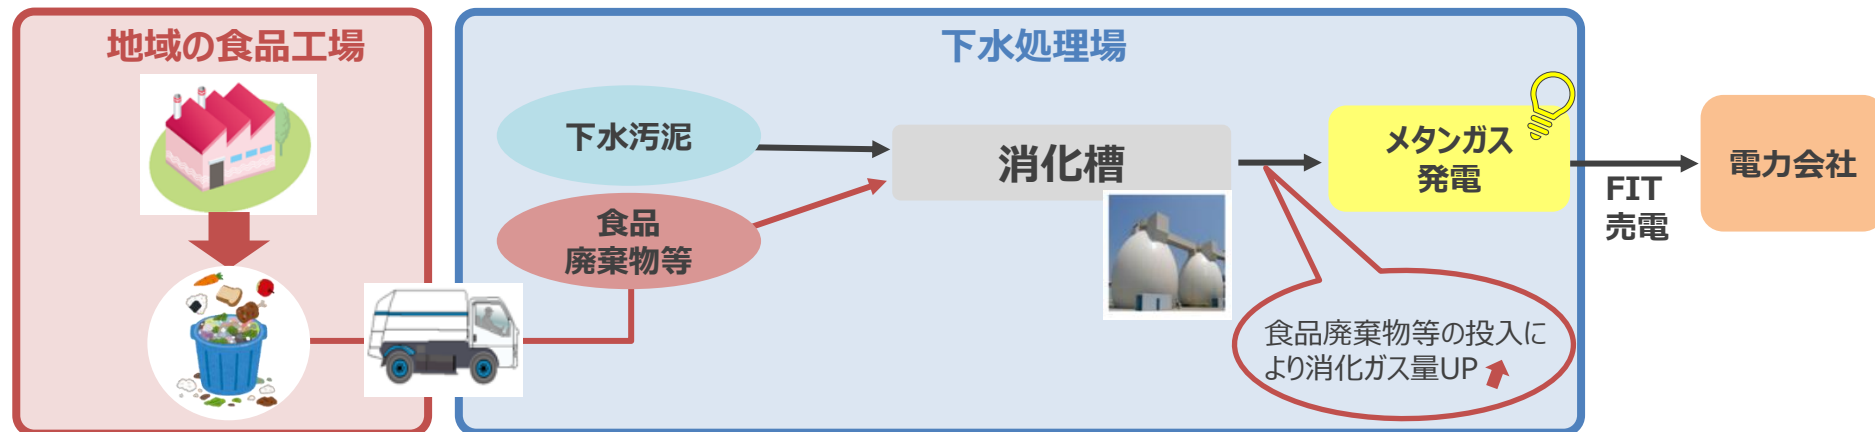 地域の食品工場
下水処理場
下水汚泥
食品
廃棄物等
消化槽
メタンガス
発電
FIT
売電
電力会社
食品廃棄物等の投入に
より消化ガス量UP